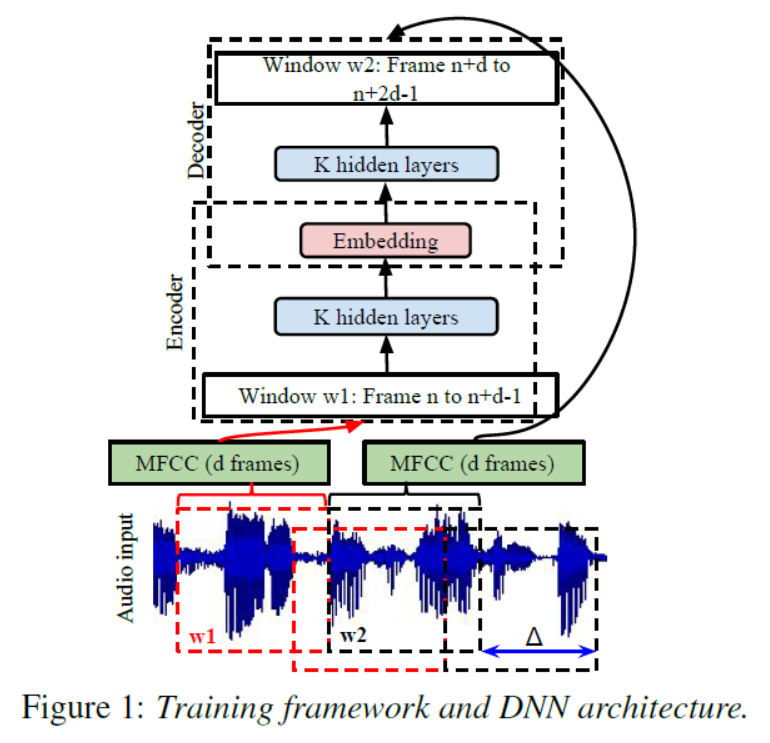 Window w2: Frame n+d to
n+2d-1
Decoder
K hidden layers
Embedding
Encoder
K hidden layers
Window w1: Frame n to n+d-1
MFCC (d frames)
MFCC (d frames)
Audio input
w1
w2
Δ
Figure 1: Training framework and DNN architecture.